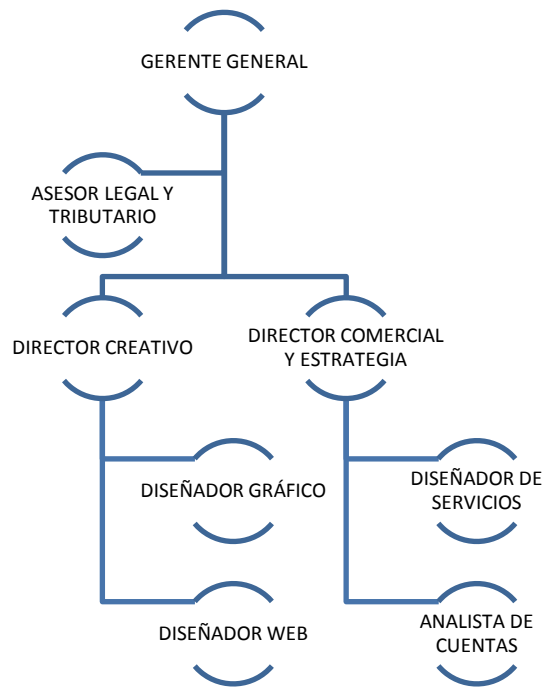 GERENTE GENERAL
ASESOR LEGAL Y
TRIBUTARIO
DIRECTOR CREATIVO
DIRECTOR COMERCIAL
Y ESTRATEGIA
DISEÑADOR GRÁFICO
DISEÑADOR WEB
DISEÑADOR DE
SERVICIOS
ANALISTA DE
CUENTAS